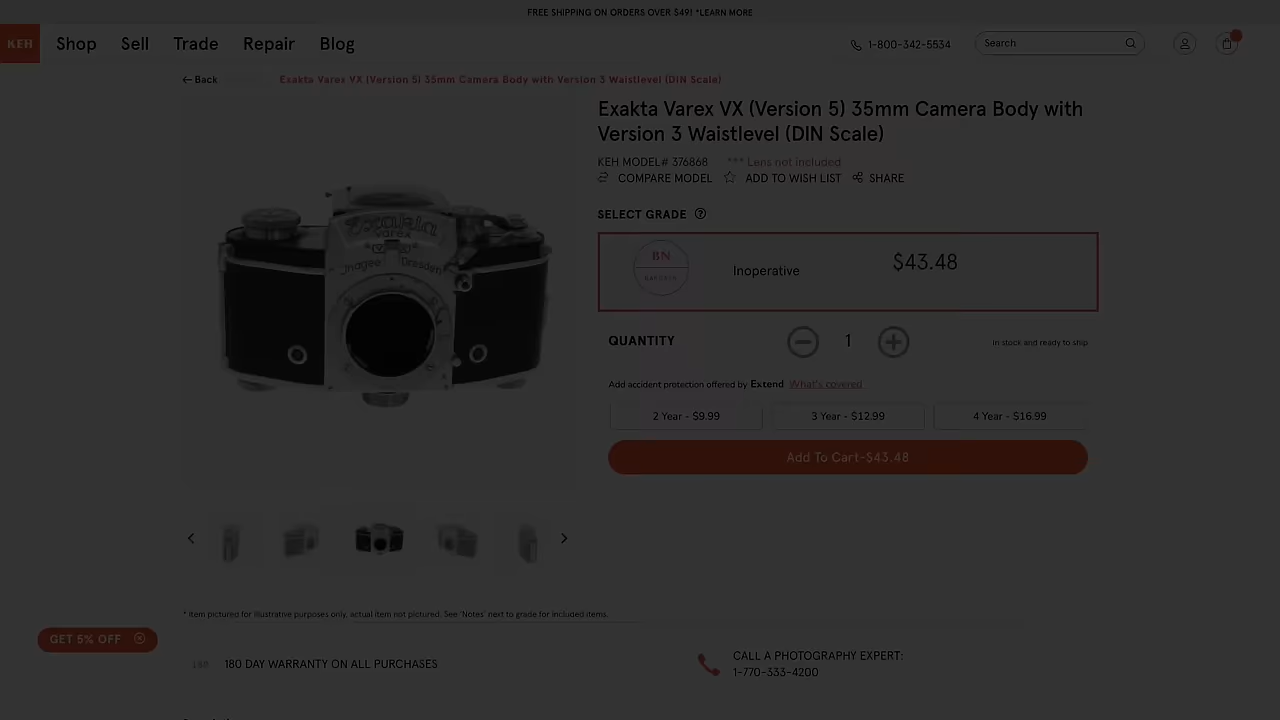 FREE SHIPPING ON ORDERS OVER $49! *LEARN MORE
KEH
Shop
Sell
Trade
Repair
Blog
1-800-342-5534
Search
Back
Exakta Varex VX (Version 5) 35mm Camera Body with Version 3 Waistlevel (DIN Scale)
Exakta Varex VX (Version 5) 35mm Camera Body with
Version 3 Waistlevel (DIN Scale)
KEH MODEL# 376868
*** Lens not included
COMPARE MODEL
ADD TO WISH LIST
SHARE
SELECT GRADE
BN
BARGAIN
Inoperative
$43.48
QUANTITY
1
in stock and ready to ship
Add accident protection offered by Extend What's covered
2 Year - $9.99
3 Year - $12.99
4 Year - $16.99
Add To Cart-$43.48
Exakta
Varex
VX
Jhagee Dresden
* Item pictured for illustrative purposes only, actual item not pictured. See 'Notes' next to grade for included items.
GET 5% OFF
180
180 DAY WARRANTY ON ALL PURCHASES
CALL A PHOTOGRAPHY EXPERT:
1-770-333-4200